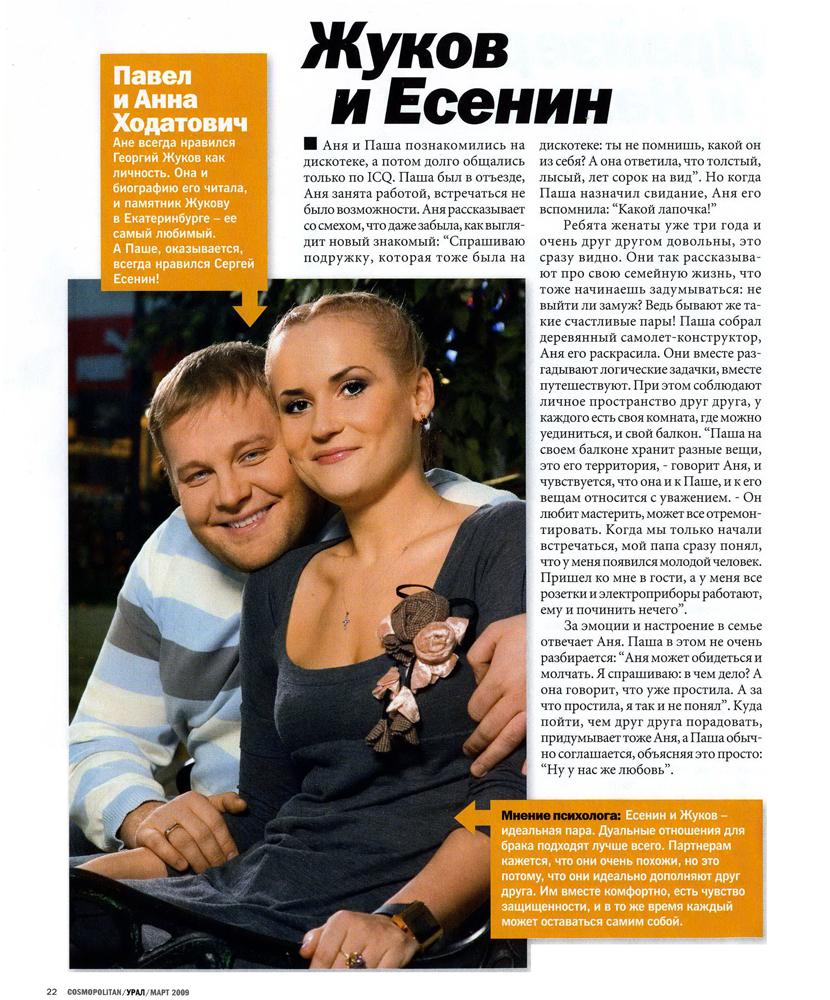 Жуков
и Есенин
Павел
и Анна
Ходатович
Ане всегда нравился
Георгий Жуков как
личность. Она и
биографию его читала,
и памятник Жукову
в Екатеринбурге – ее
самый любимый.
А Паше, оказывается,
всегда нравился Сергей
Есенин!
Аня и Паша познакомились на
дискотеке, а потом долго общались
только по ICQ. Паша был в отъезде,
Аня занята работой, встречаться не
было возможности. Аня рассказывает
со смехом, что даже забыла, как выгля-
дит новый знакомый: “Спрашиваю
подружку, которая тоже была на
дискотеке: ты не помнишь, какой он
из себя? А она ответила, что толстый,
лысый, лет сорок на вид”. Но когда
Паша назначил свидание, Аня его
вспомнила: “Какой лапочка!”
Ребята женаты уже три года и
очень друг другом довольны, это
сразу видно. Они так рассказыва-
ют про свою семейную жизнь, что
тоже начинаешь задумываться: не
выйти ли замуж? Ведь бывают же та-
кие счастливые пары! Паша собрал
деревянный самолет-конструктор,
Аня его раскрасила. Они вместе раз-
гадывают логические задачки, вместе
путешествуют. При этом соблюдают
личное пространство друг друга, у
каждого есть своя комната, где можно
уединиться, и свой балкон. “Паша на
своем балконе хранит разные вещи,
это его территория, - говорит Аня, и
чувствуется, что она и к Паше, и к его
вещам относится с уважением. - Он
любит мастерить, может все отремон-
тировать. Когда мы только начали
встречаться, мой папа сразу понял,
что у меня появился молодой человек.
Пришел ко мне в гости, а у меня все
розетки и электроприборы работают,
ему и починить нечего”.
За эмоции и настроение в семье
отвечает Аня. Паша в этом не очень
разбирается: “Аня может обидеться и
молчать. Я спрашиваю: в чем дело? А
она говорит, что уже простила. А за
что простила, я так и не понял”. Куда
пойти, чем друг друга порадовать,
придумывает тоже Аня, а Паша обыч-
но соглашается, объясняя это просто:
“Ну у нас же любовь”.
Мнение психолога: Есенин и Жуков –
идеальная пара. Дуальные отношения для
брака подходят лучше всего. Партнерам
кажется, что они очень похожи, но это
потому, что они идеально дополняют друг
друга. Им вместе комфортно, есть чувство
защищенности, и в то же время каждый
может оставаться самим собой.
22 COSMOPOLITAN/УРАЛ/МАРТ 2009